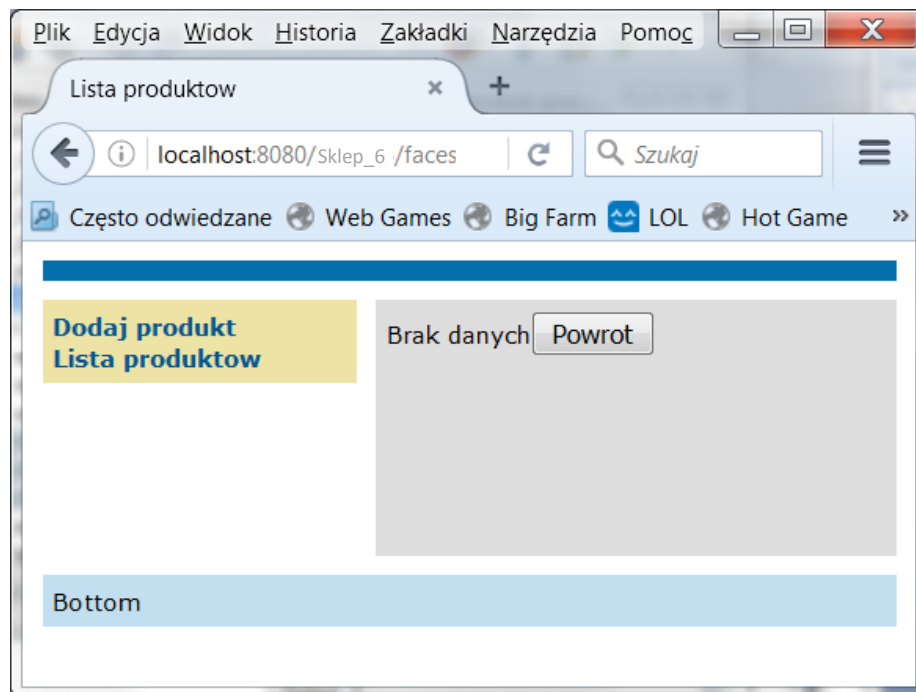 Plik Edycja Widok Historia Zakładki Narzędzia Pomoc
Lista produktow
localhost:8080/Sklep_6 /faces Szukaj
Często odwiedzane Web Games Big Farm LOL Hot Game
Dodaj produkt
Lista produktow
Brak danych Powrot
Bottom